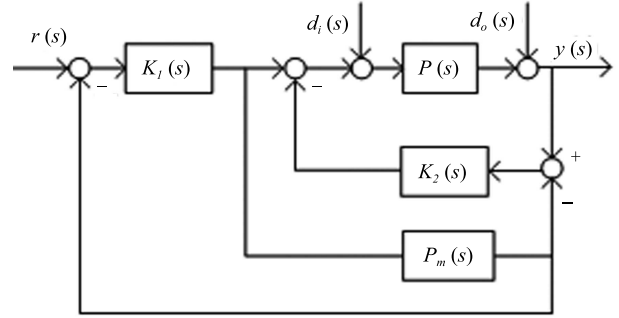 d_i (s)
d_o (s)
r (s)
y (s)
K_1 (s)
P (s)
−
−
K_2 (s)
+
−
P_m (s)